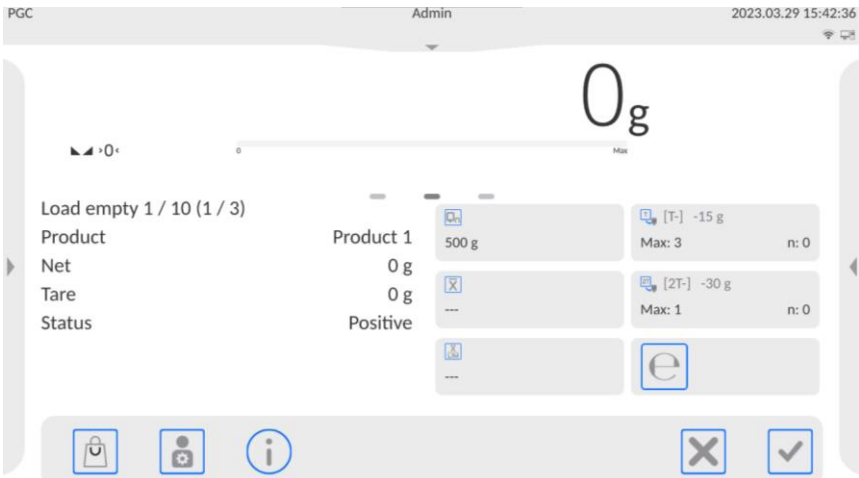 PGC Admin 2023.03.29 15:42:36
0g
>0<
0 Max
Load empty 1 / 10 (1 / 3)
Product Product 1
Net 0 g
Tare 0 g
Status Positive
Qn
500 g
[T-] -15 g
Max: 3 n: 0
---
[2T-] -30 g
Max: 1 n: 0
---
e
i